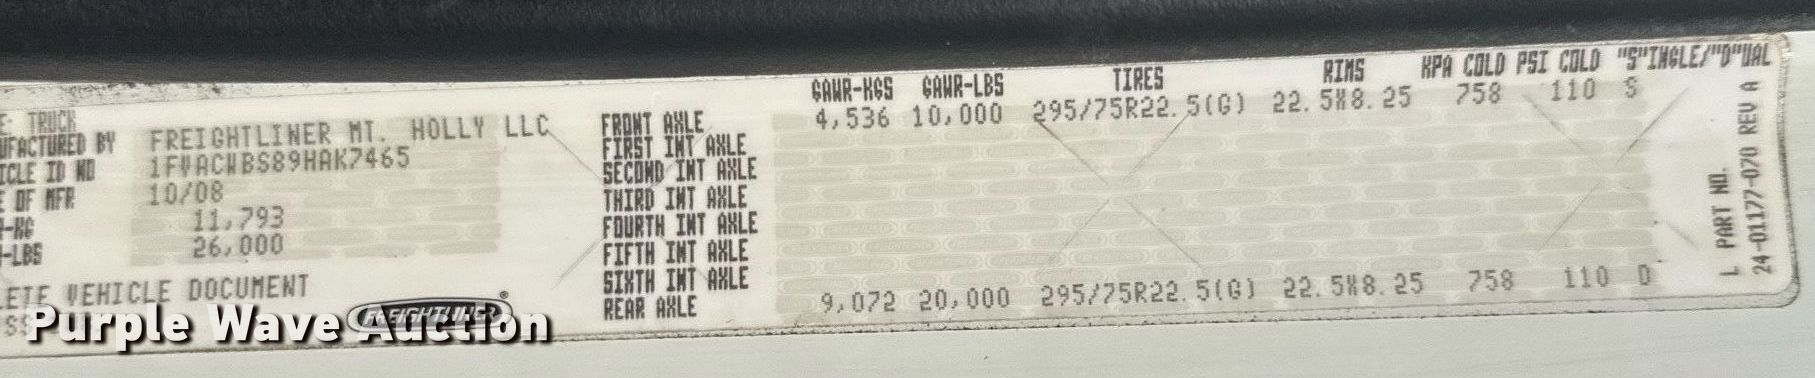 GAWR-KGS GAWR-LBS TIRES RIMS KPA COLD PSI COLD "S"INGLE/"D"UAL
E: TRUCK
UFACTURED BY FREIGHTLINER MT. HOLLY LLC
ICLE ID NO 1FVACWBS89HAK7465
E OF MFR 10/08
R-KG 11,793
R-LBS 26,000
LETE VEHICLE DOCUMENT
FRONT AXLE 4,536 10,000 295/75R22.5(G) 22.5X8.25 758 110 S
FIRST INT AXLE
SECOND INT AXLE
THIRD INT AXLE
FOURTH INT AXLE
FIFTH INT AXLE
SIXTH INT AXLE
REAR AXLE 9,072 20,000 295/75R22.5(G) 22.5X8.25 758 110 D
FREIGHTLINER®
L PART NO.
24-01177-070 REV A
Purple Wave Auction